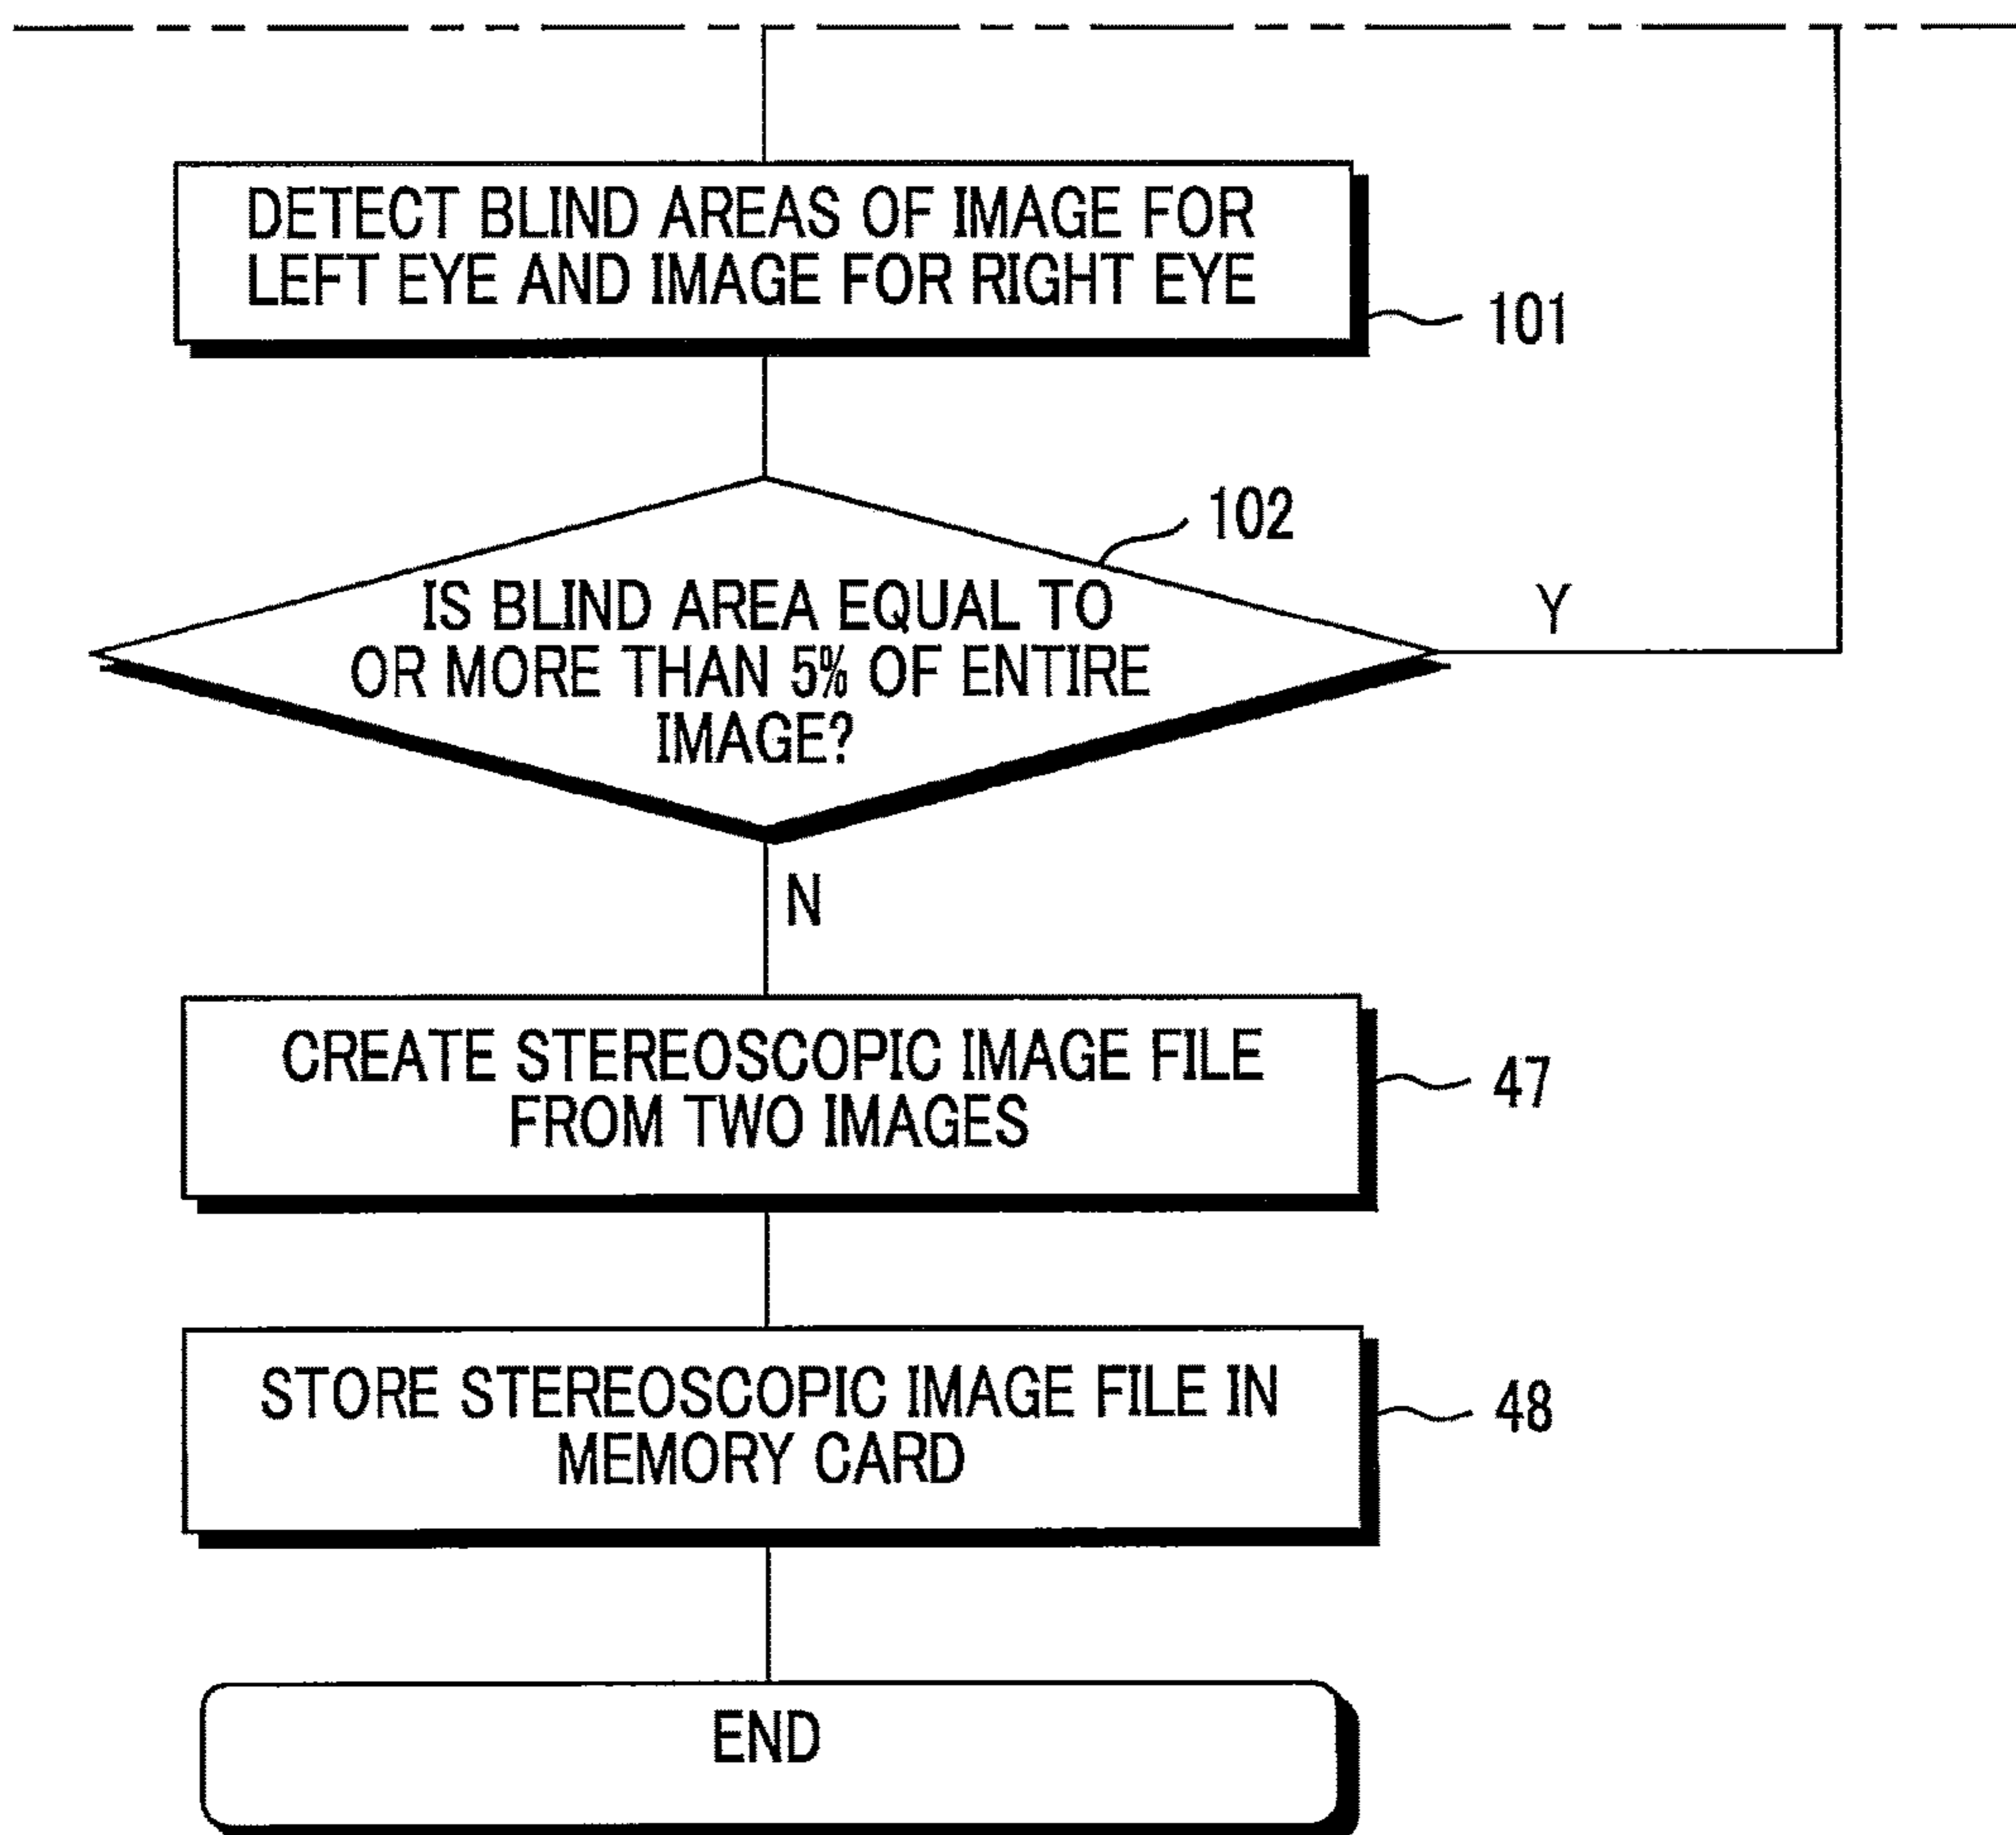 DETECT BLIND AREAS OF IMAGE FOR
LEFT EYE AND IMAGE FOR RIGHT EYE
101
102
IS BLIND AREA EQUAL TO
OR MORE THAN 5% OF ENTIRE
IMAGE?
Y
N
CREATE STEREOSCOPIC IMAGE FILE
FROM TWO IMAGES
47
STORE STEREOSCOPIC IMAGE FILE IN
MEMORY CARD
48
END